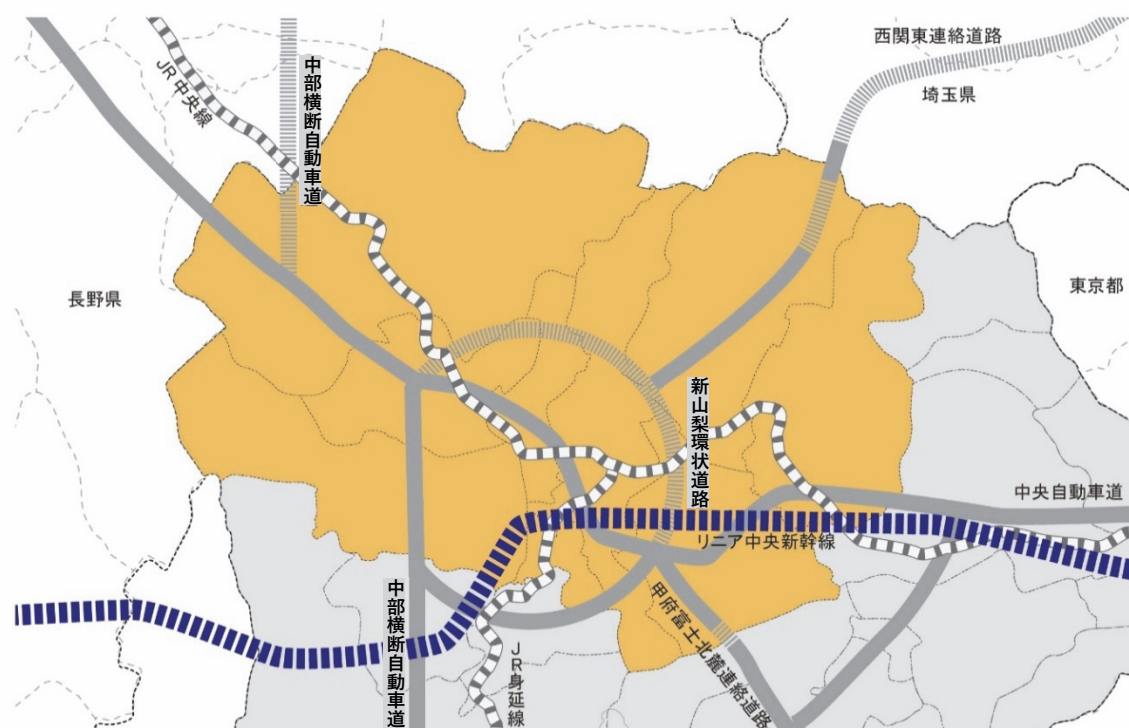 西関東連絡道路
中部横断自動車道
JR中央線
埼玉県
長野県
東京都
新山梨環状道路
中央自動車道
リニア中央新幹線
中部横断自動車道
甲府富士北麓連絡道路
JR身延線